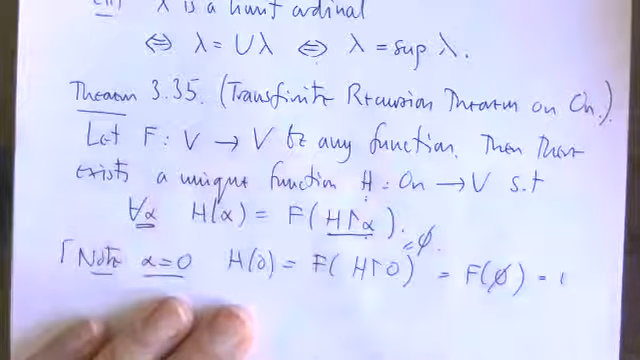 (iii) λ is a limit ordinal
⇔ λ = ∪λ ⇔ λ = sup λ.
Theorem 3.35. (Transfinite Recursion Theorem on On.)
Let F : V → V be any function. Then there
exists a unique function H : On → V s.t
∀α H(α) = F(H↾α).
= ∅.
⌈Note α=0 H(0) = F(H↾0) = F(∅) =